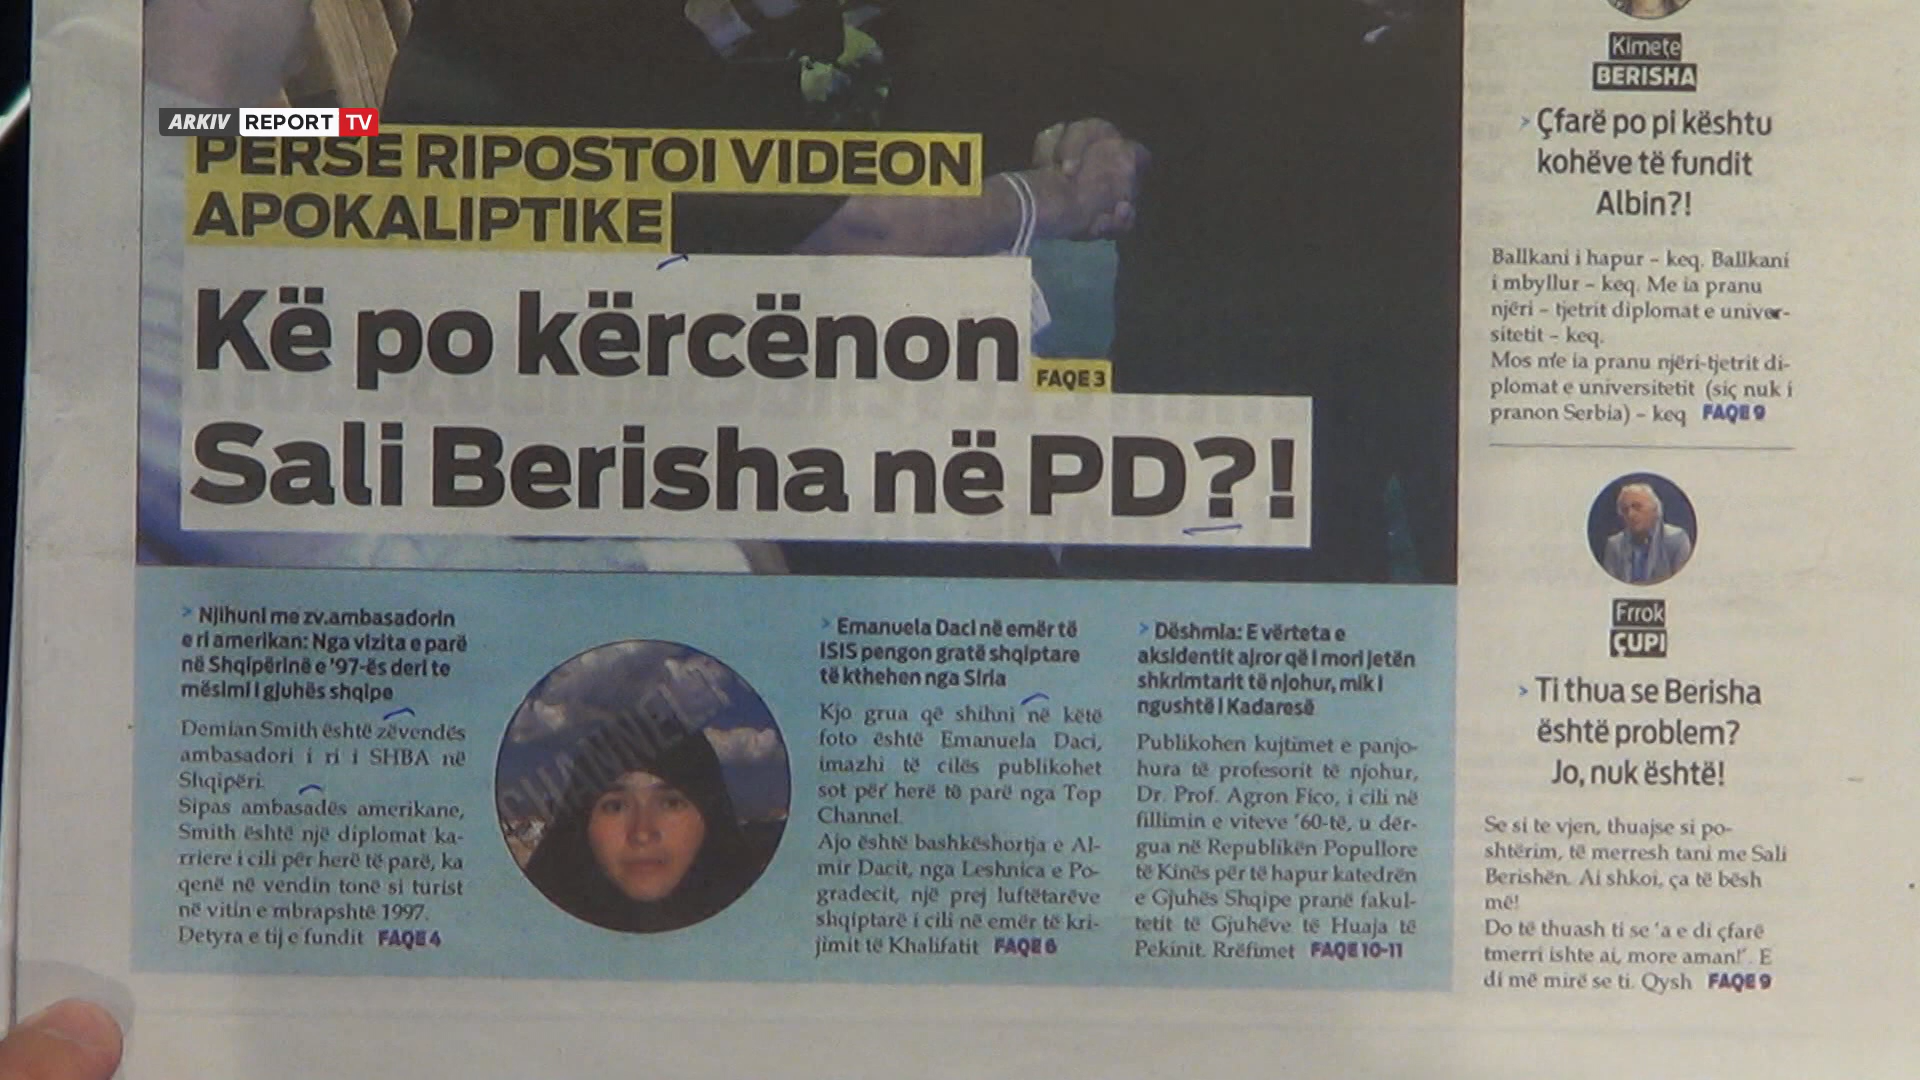 ARKIV REPORT TV
PËRSE RIPOSTOI VIDEON
APOKALIPTIKE
Kë po kërcënon
FAQE 3
Sali Berisha në PD?!
> Njihuni me zv.ambasadorin
e ri amerikan: Nga vizita e parë
në Shqipërinë e '97-ës deri te
mësimi i gjuhës shqipe
Demian Smith është zëvendës
ambasadori i ri i SHBA në
Shqipëri.
Sipas ambasadës amerikane,
Smith është një diplomat ka-
rriere i cili për herë të parë, ka
qenë në vendin tonë si turist
në vitin e mbrapshtë 1997.
Detyra e tij e fundit FAQE 4
CHANNEL
> Emanuela Daci në emër të
ISIS pengon gratë shqiptare
të kthehen nga Siria
Kjo grua që shihni në këtë
foto është Emanuela Daci,
imazhi të cilës publikohet
sot për herë të parë nga Top
Channel.
Ajo është bashkëshortja e Al-
mir Dacit, nga Leshnica e Po-
gradecit, një prej luftëtarëve
shqiptarë i cili në emër të kri-
jimit të Khalifatit FAQE 6
> Dëshmia: E vërteta e
aksidentit ajror që i mori jetën
shkrimtarit të njohur, mik i
ngushtë i Kadaresë
Publikohen kujtimet e panjo-
hura të profesorit të njohur,
Dr. Prof. Agron Fico, i cili në
fillimin e viteve '60-të, u dër-
gua në Republikën Popullore
të Kinës për të hapur katedrën
e Gjuhës Shqipe pranë fakul-
tetit të Gjuhëve të Huaja të
Pekinit. Rrëfimet FAQE 10-11
Kimete
BERISHA
> Çfarë po pi kështu
kohëve të fundit
Albin?!
Ballkani i hapur – keq. Ballkani
i mbyllur – keq. Me ia pranu
njëri – tjetrit diplomat e univer-
sitetit – keq.
Mos me ia pranu njëri-tjetrit di-
plomat e universitetit (siç nuk i
pranon Serbia) – keq FAQE 9
Frrok
ÇUPI
> Ti thua se Berisha
është problem?
Jo, nuk është!
Se si te vjen, thuajse si po-
shtërim, të merresh tani me Sali
Berishën. Ai shkoi, ça të bësh
më!
Do të thuash ti se 'a e di çfarë
tmerri ishte ai, more aman!'. E
di më mirë se ti. Qysh FAQE 9